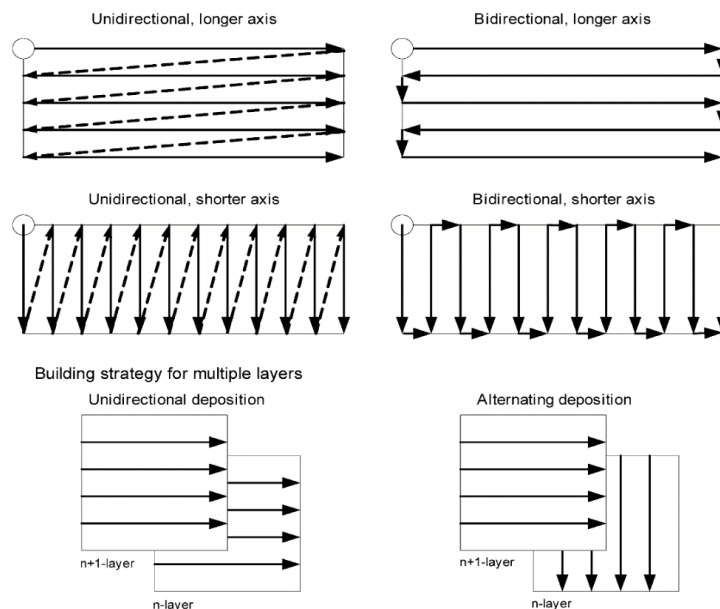 Unidirectional, longer axis
Bidirectional, longer axis
Unidirectional, shorter axis
Bidirectional, shorter axis
Building strategy for multiple layers
Unidirectional deposition
Alternating deposition
n+1-layer
n-layer
n+1-layer
n-layer